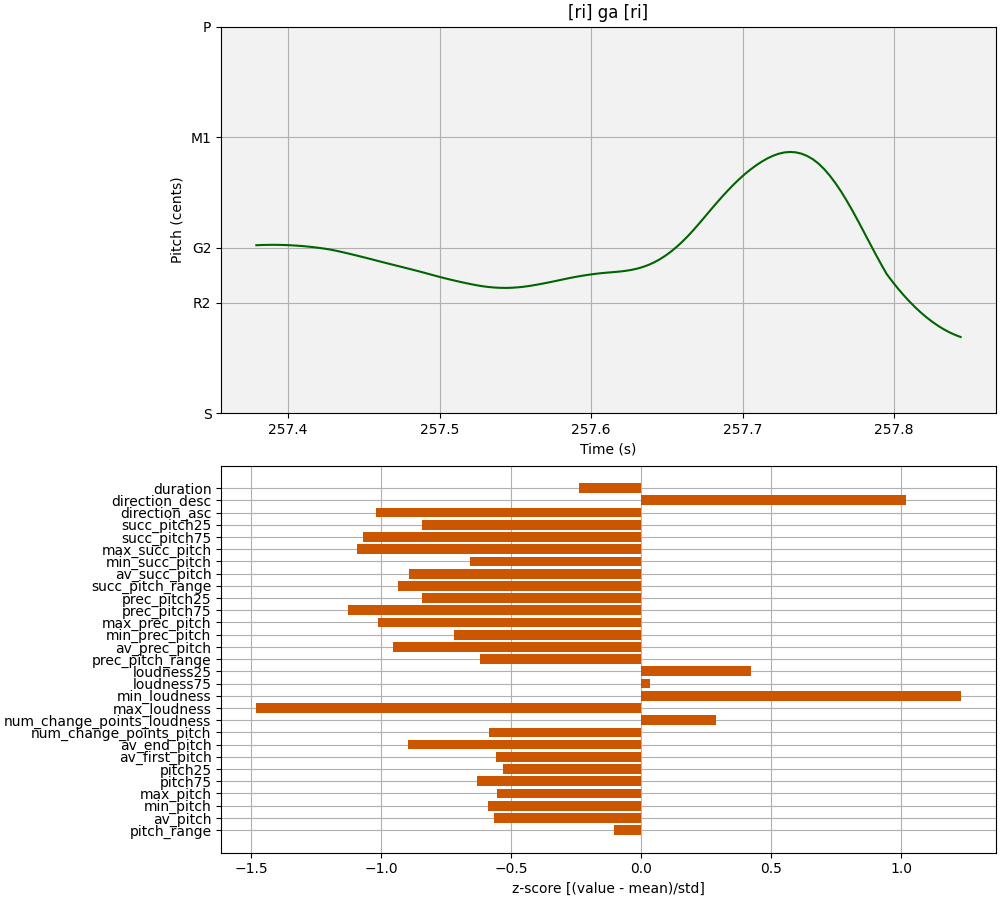 [ri] ga [ri]
P
M1
G2
R2
S
Pitch (cents)
257.4 257.5 257.6 257.7 257.8
Time (s)
duration
direction_desc
direction_asc
succ_pitch25
succ_pitch75
max_succ_pitch
min_succ_pitch
av_succ_pitch
succ_pitch_range
prec_pitch25
prec_pitch75
max_prec_pitch
min_prec_pitch
av_prec_pitch
prec_pitch_range
loudness25
loudness75
min_loudness
max_loudness
num_change_points_loudness
num_change_points_pitch
av_end_pitch
av_first_pitch
pitch25
pitch75
max_pitch
min_pitch
av_pitch
pitch_range
−1.5 −1.0 −0.5 0.0 0.5 1.0
z-score [(value - mean)/std]